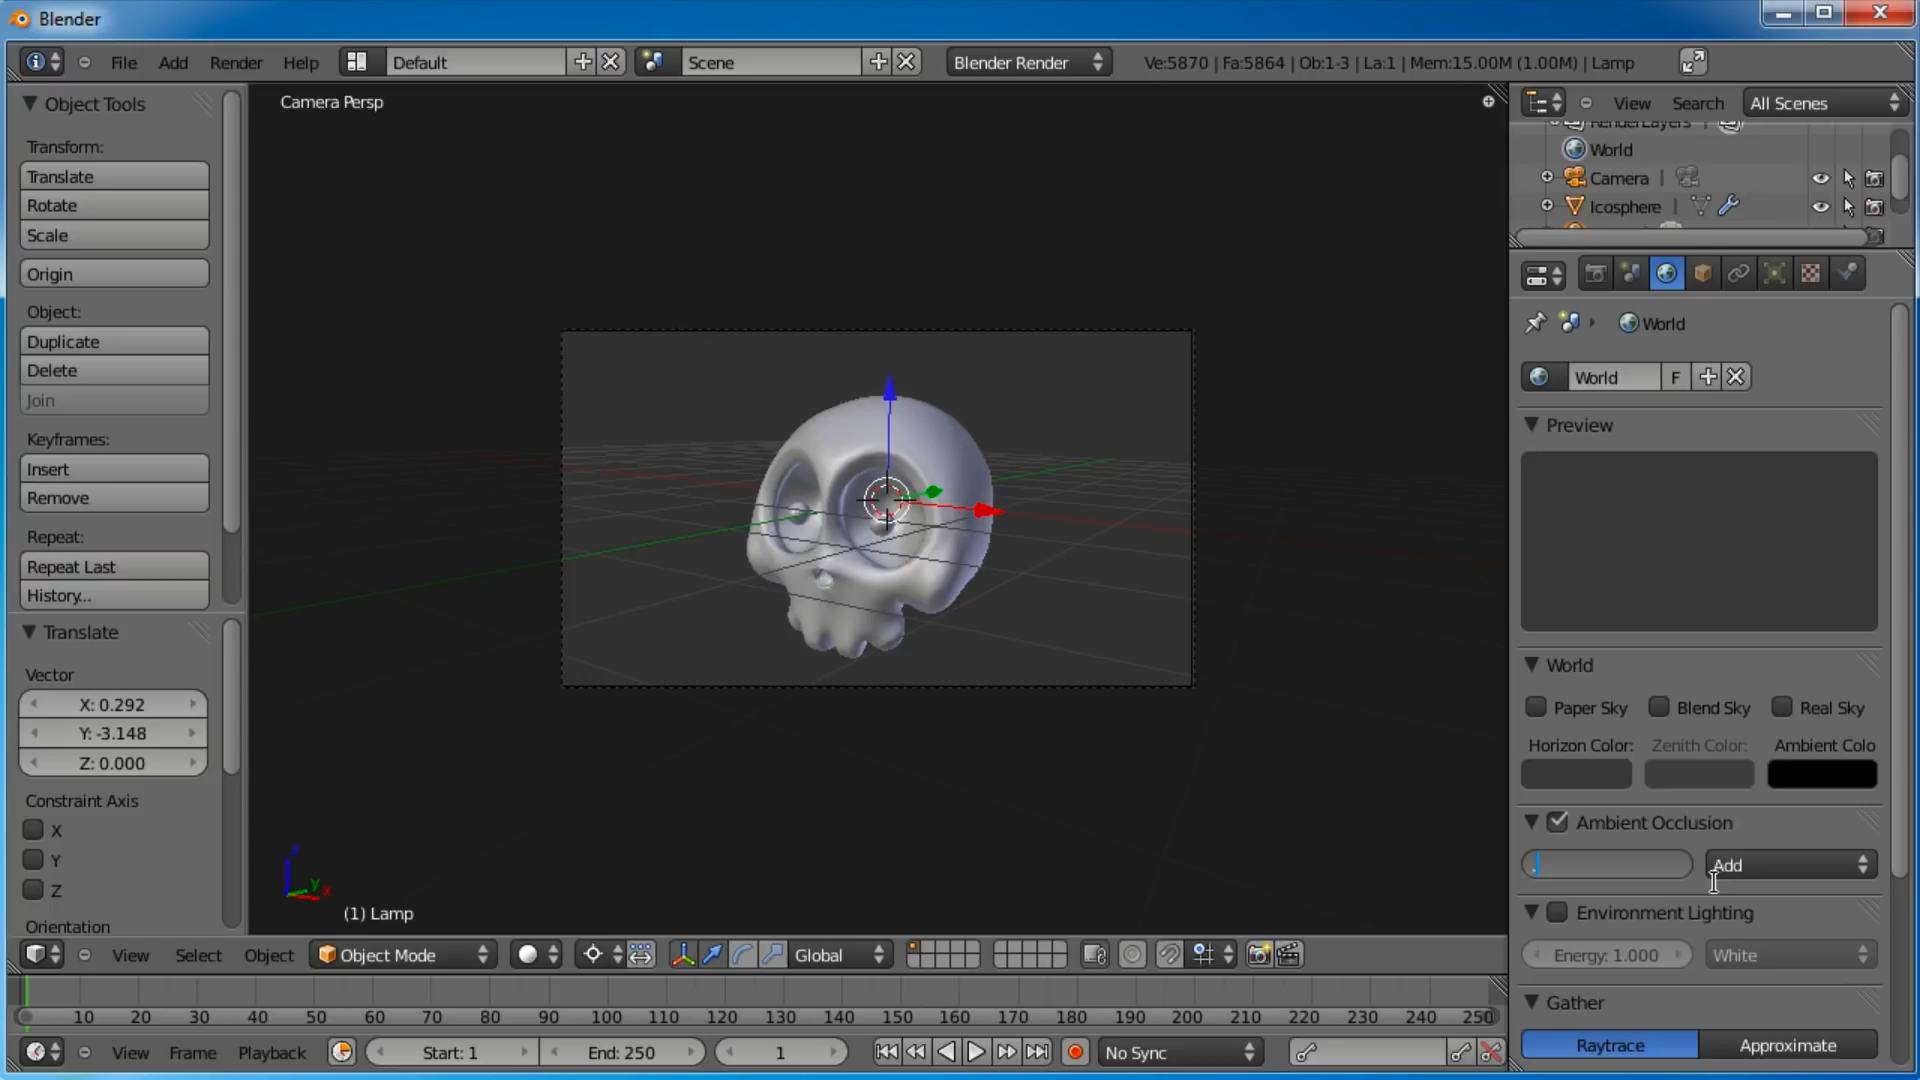 Blender
File Add Render Help Default Scene Blender Render Ve:5870 | Fa:5864 | Ob:1-3 | La:1 | Mem:15.00M (1.00M) | Lamp
Object Tools
Transform:
Translate
Rotate
Scale
Origin
Object:
Duplicate
Delete
Join
Keyframes:
Insert
Remove
Repeat:
Repeat Last
History...
Translate
Vector
X: 0.292
Y: -3.148
Z: 0.000
Constraint Axis
X
Y
Z
Orientation
Camera Persp
(1) Lamp
View Search All Scenes
RenderLayers |
World
Camera |
Icosphere |
World
World F
Preview
World
Paper Sky Blend Sky Real Sky
Horizon Color: Zenith Color: Ambient Colo
Ambient Occlusion
. Add
Environment Lighting
Energy: 1.000 White
Gather
Raytrace Approximate
View Select Object Object Mode Global
10 20 30 40 50 60 70 80 90 100 110 120 130 140 150 160 170 180 190 200 210 220 230 240 250
View Frame Playback Start: 1 End: 250 1 No Sync